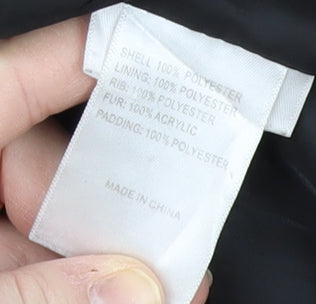 SHELL 100% POLYESTER
LINING: 100% POLYESTER
RIB: 100% POLYESTER
FUR: 100% ACRYLIC
PADDING: 100% POLYESTER
MADE IN CHINA